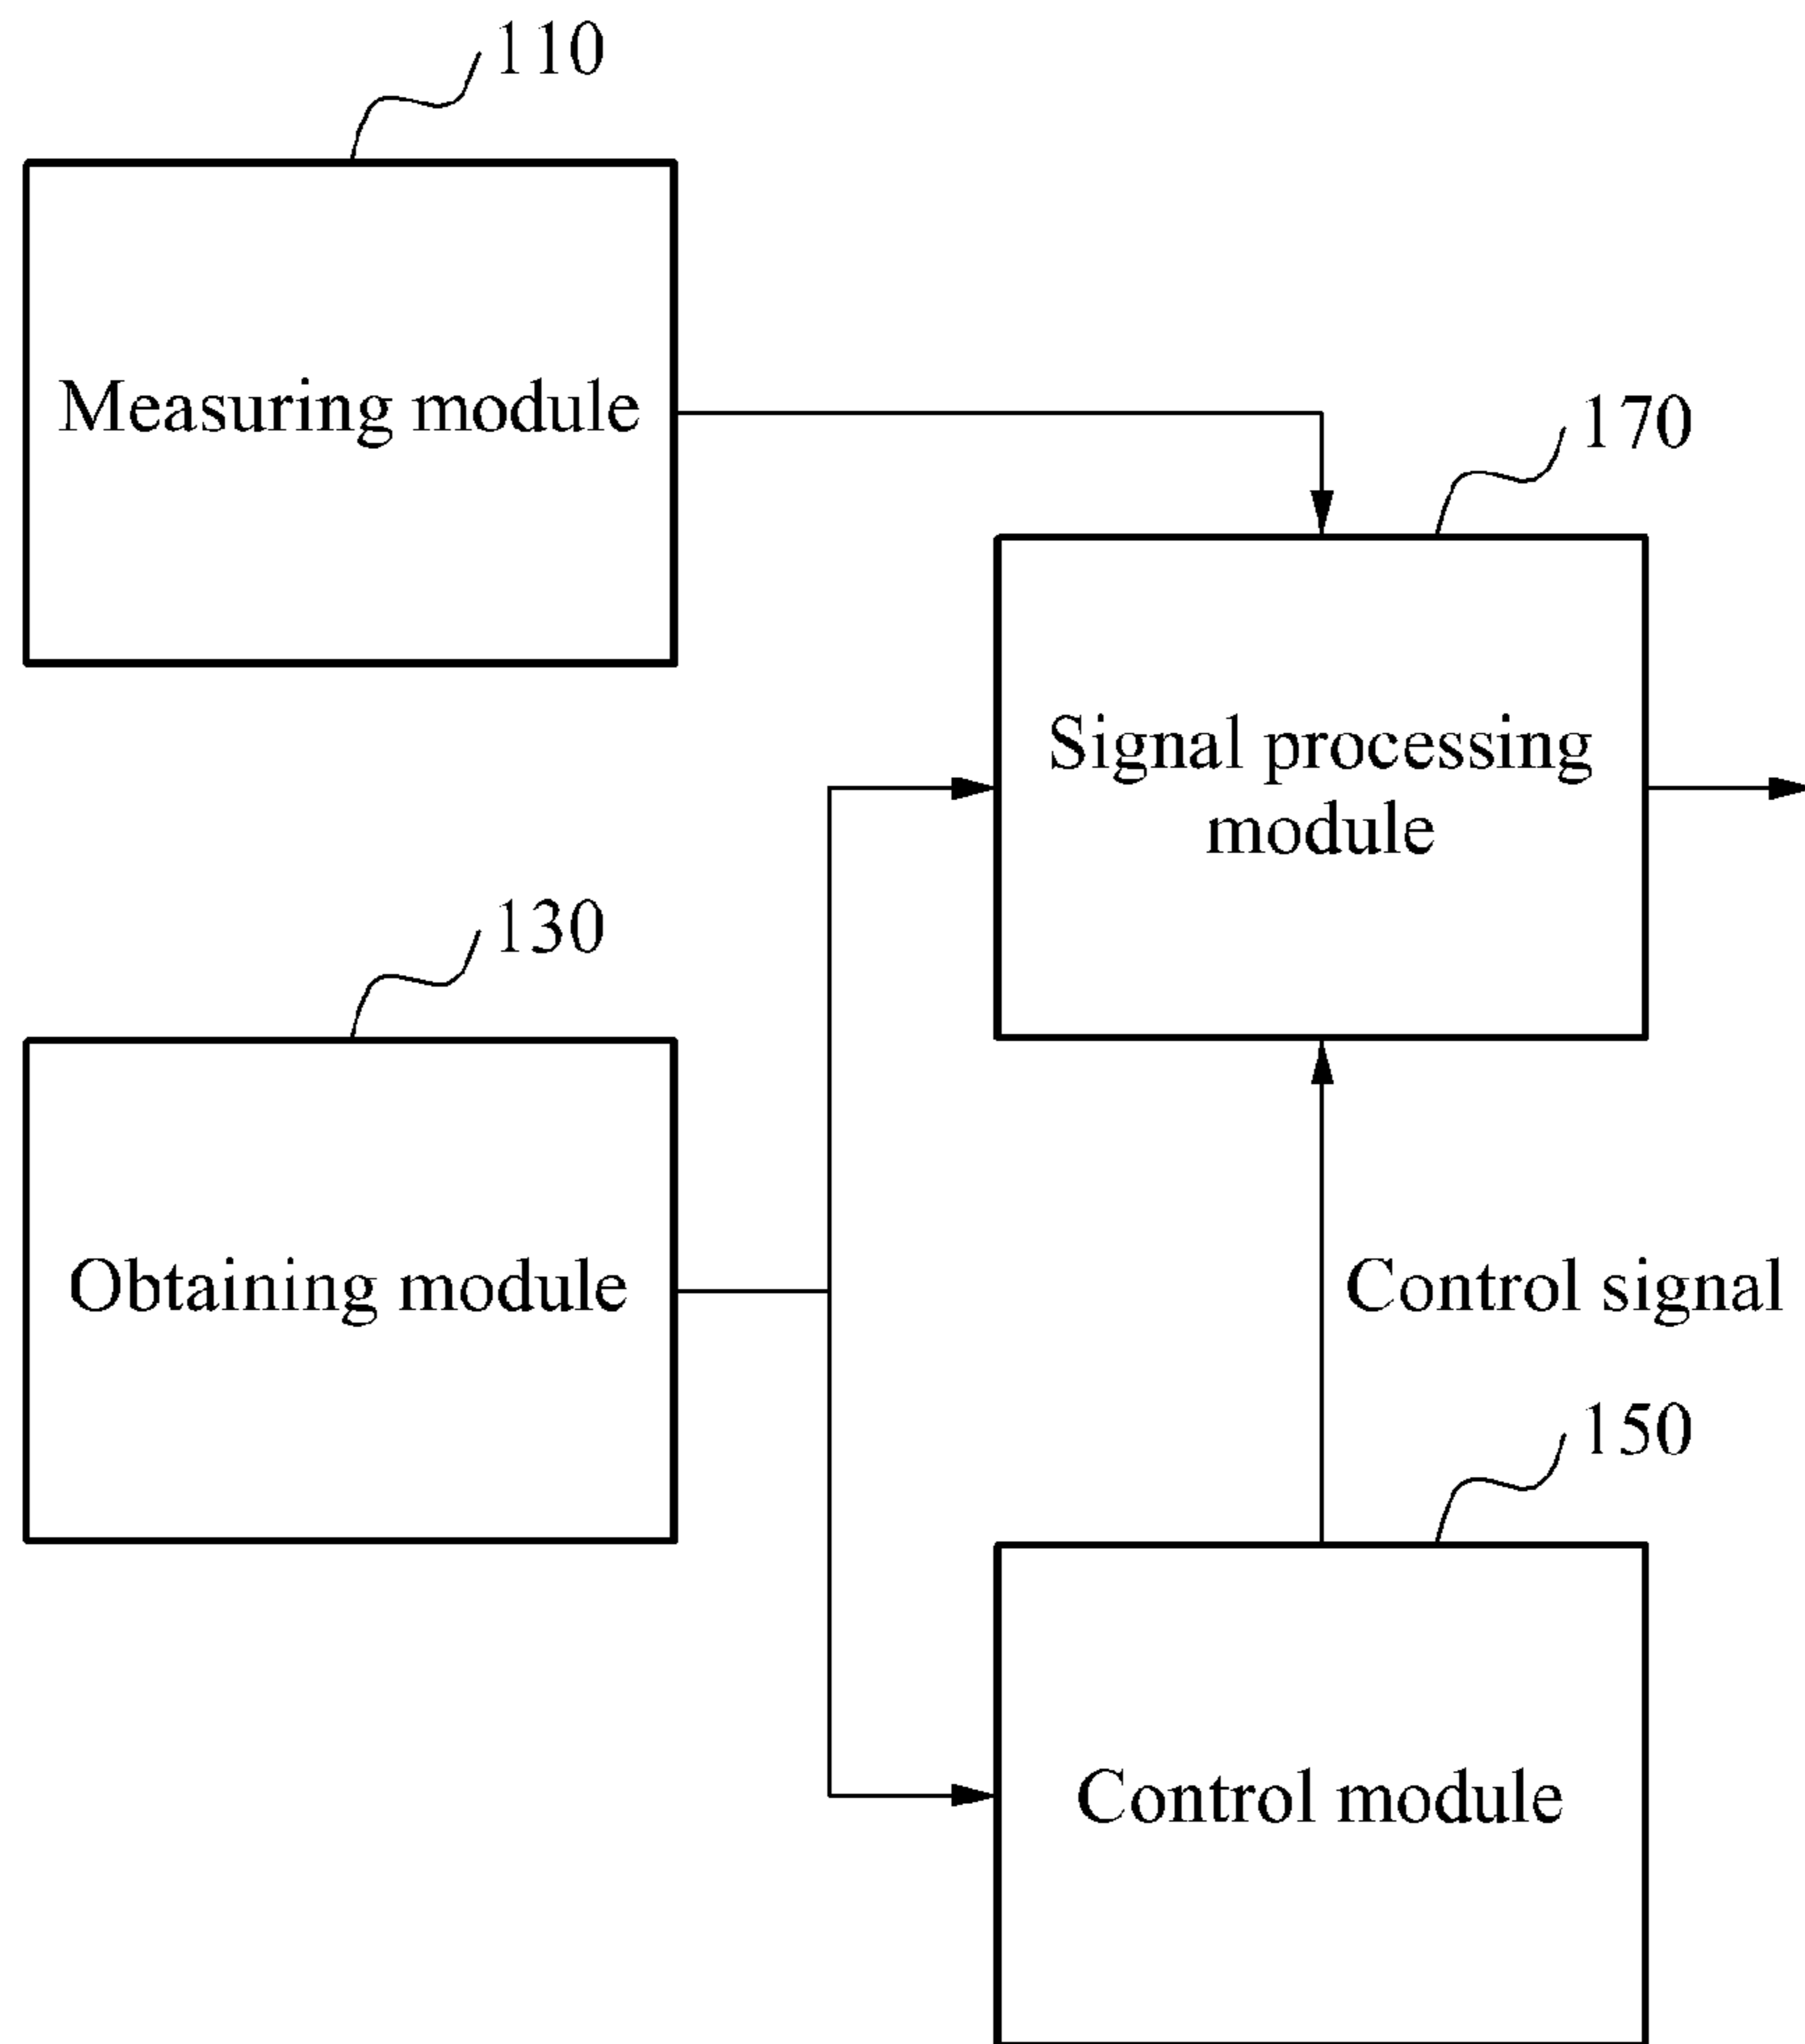 110
Measuring module
170
Signal processing
module
130
Obtaining module
Control signal
150
Control module